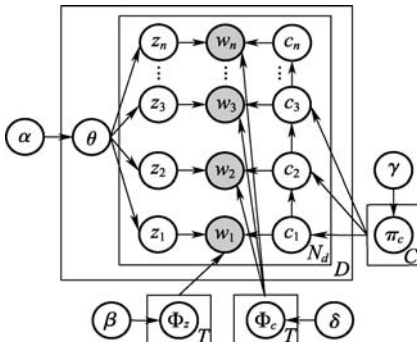 z_n w_n c_n
⋮ ⋮ ⋮
z_3 w_3 c_3
α θ
z_2 w_2 c_2 γ
z_1 w_1 c_1 π_c
N_d D C
β Φ_z T Φ_c T δ